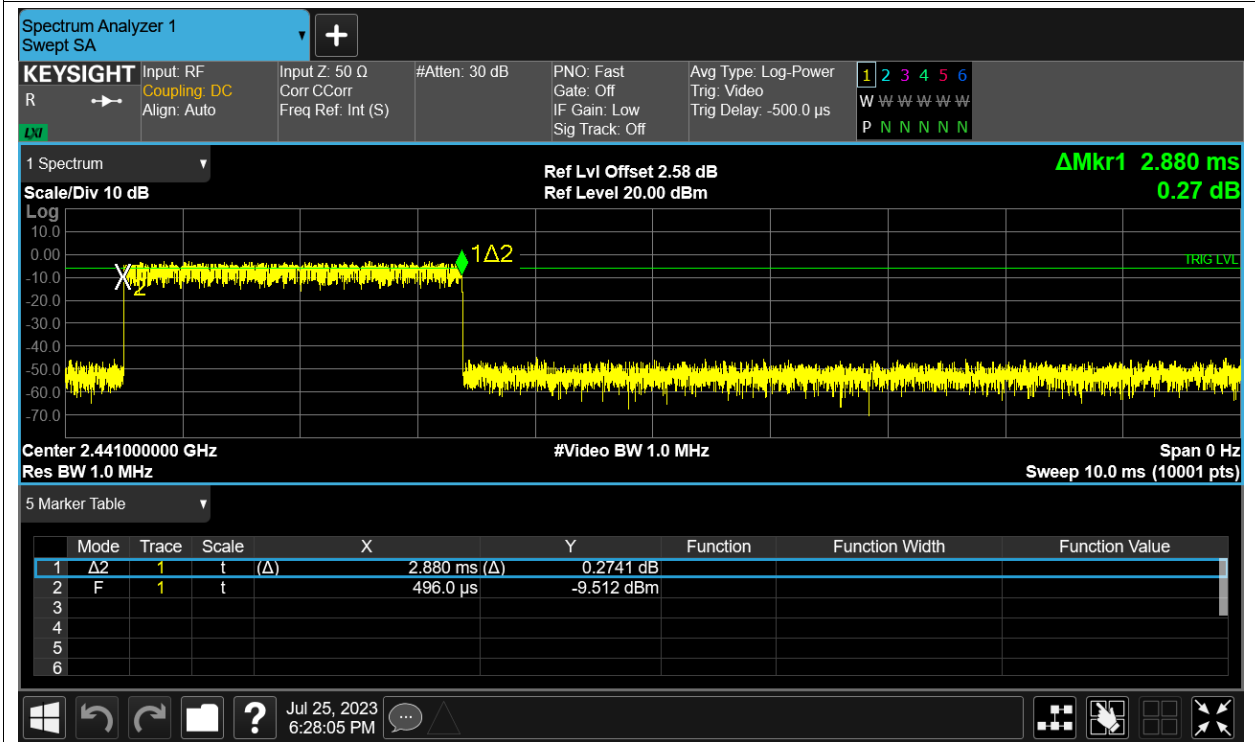 Spectrum Analyzer 1
Swept SA
KEYSIGHT
R
LXI
Input: RF
Coupling: DC
Align: Auto
Input Z: 50 Ω
Corr CCorr
Freq Ref: Int (S)
#Atten: 30 dB
PNO: Fast
Gate: Off
IF Gain: Low
Sig Track: Off
Avg Type: Log-Power
Trig: Video
Trig Delay: -500.0 µs
1 2 3 4 5 6
W W W W W W
P N N N N N
1 Spectrum
Scale/Div 10 dB
Ref Lvl Offset 2.58 dB
Ref Level 20.00 dBm
ΔMkr1 2.880 ms
0.27 dB
Log
10.0
0.00
-10.0
-20.0
-30.0
-40.0
-50.0
-60.0
-70.0
X2
1Δ2
TRIG LVL
Center 2.441000000 GHz
#Video BW 1.0 MHz
Span 0 Hz
Res BW 1.0 MHz
Sweep 10.0 ms (10001 pts)
5 Marker Table
Mode Trace Scale X Y Function Function Width Function Value
1 Δ2 1 t (Δ) 2.880 ms (Δ) 0.2741 dB
2 F 1 t 496.0 µs -9.512 dBm
3
4
5
6
?
Jul 25, 2023
6:28:05 PM